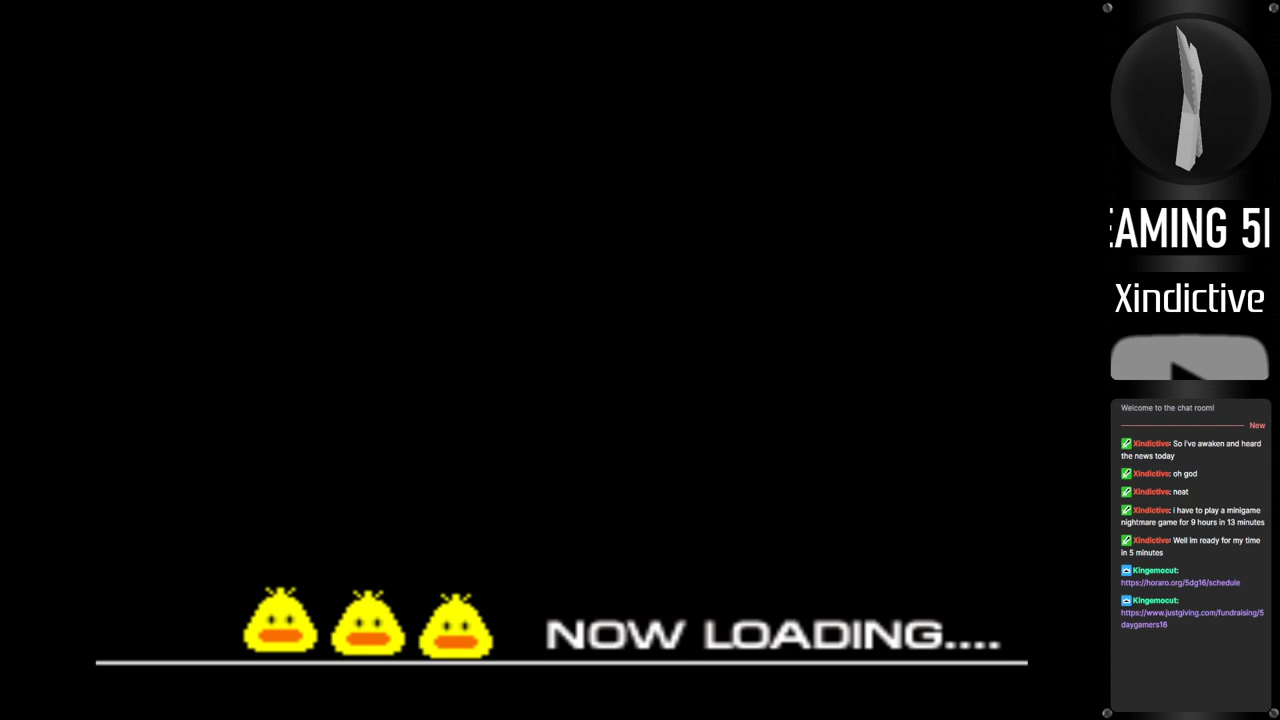 EAMING 5
Xindictive
Welcome to the chat room!
New
Xindictive: So i've awaken and heard
the news today
Xindictive: oh god
Xindictive: neat
Xindictive: i have to play a minigame
nightmare game for 9 hours in 13 minutes
Xindictive: Well im ready for my time
in 5 minutes
Kingemocut:
https://horaro.org/5dg16/schedule
Kingemocut:
https://www.justgiving.com/fundraising/5
daygamers16
NOW LOADING....